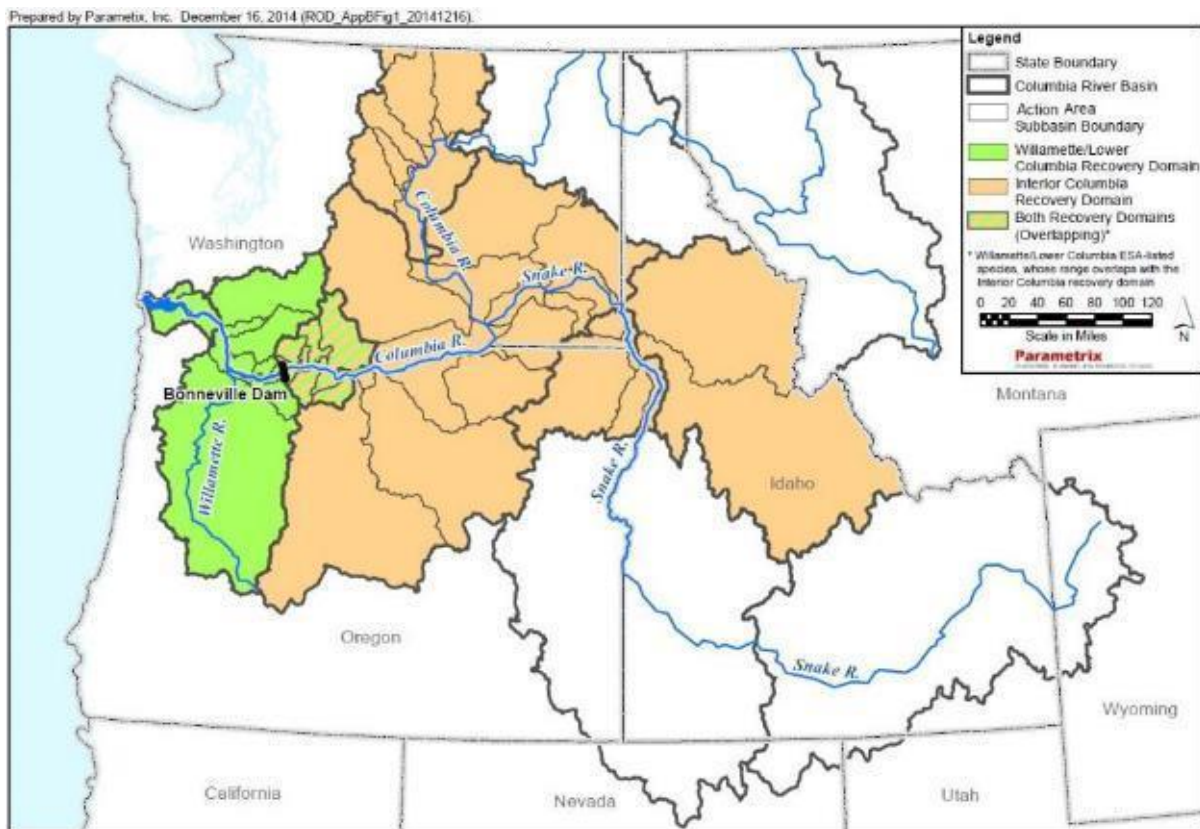 Prepared by Parametix, Inc. December 16, 2014 (ROD_AppBFig1_20141216).
Legend
State Boundary
Columbia River Basin
Action Area
Subbasin Boundary
Willamette/Lower
Columbia Recovery Domain
Interior Columbia
Recovery Domain
Both Recovery Domains
(Overlapping)*
* Willamette/Lower Columbia ESA-listed
species, whose range overlaps with the
Interior Columbia recovery domain
0 20 40 60 80 100 120
Scale in Miles
N
Parametrix
Washington
Columbia R.
Snake R.
Columbia R.
Bonneville Dam
Willamette R.
Snake R.
Montana
Idaho
Oregon
Snake R.
Wyoming
California
Nevada
Utah